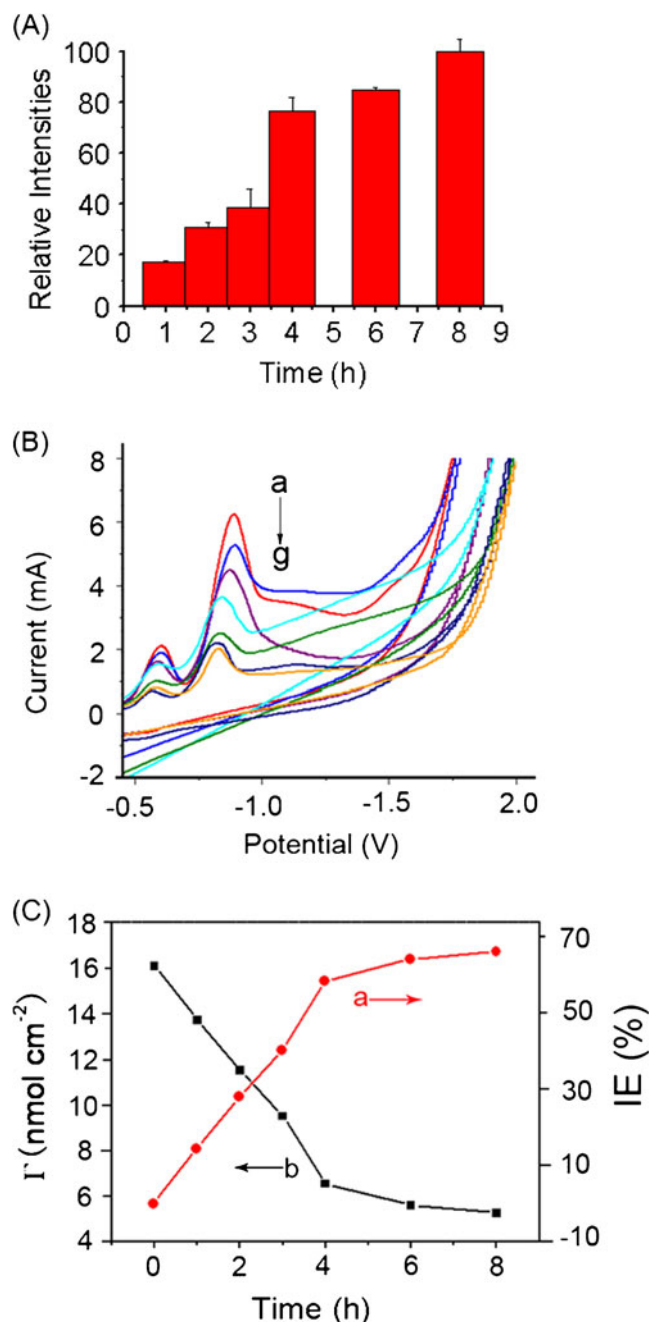 (A)
100
80
60
40
20
0
Relative Intensities
0 1 2 3 4 5 6 7 8 9
Time (h)
(B)
8
6
4
2
0
-2
Current (mA)
a
g
-0.5 -1.0 -1.5 2.0
Potential (V)
(C)
18
16
14
12
10
8
6
4
Γ (nmol cm-2)
a
b
70
50
30
10
-10
IE (%)
0 2 4 6 8
Time (h)